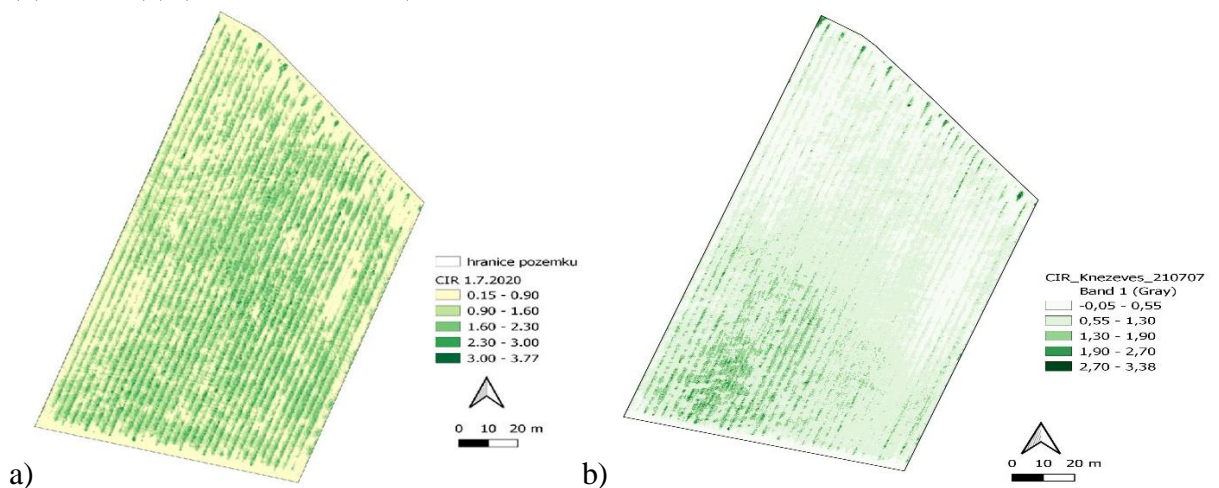 hranice pozemku
CIR 1.7.2020
0.15 - 0.90
0.90 - 1.60
1.60 - 2.30
2.30 - 3.00
3.00 - 3.77
0 10 20 m
a)
CIR_Knezeves_210707
Band 1 (Gray)
-0,05 - 0,55
0,55 - 1,30
1,30 - 1,90
1,90 - 2,70
2,70 - 3,38
0 10 20 m
b)